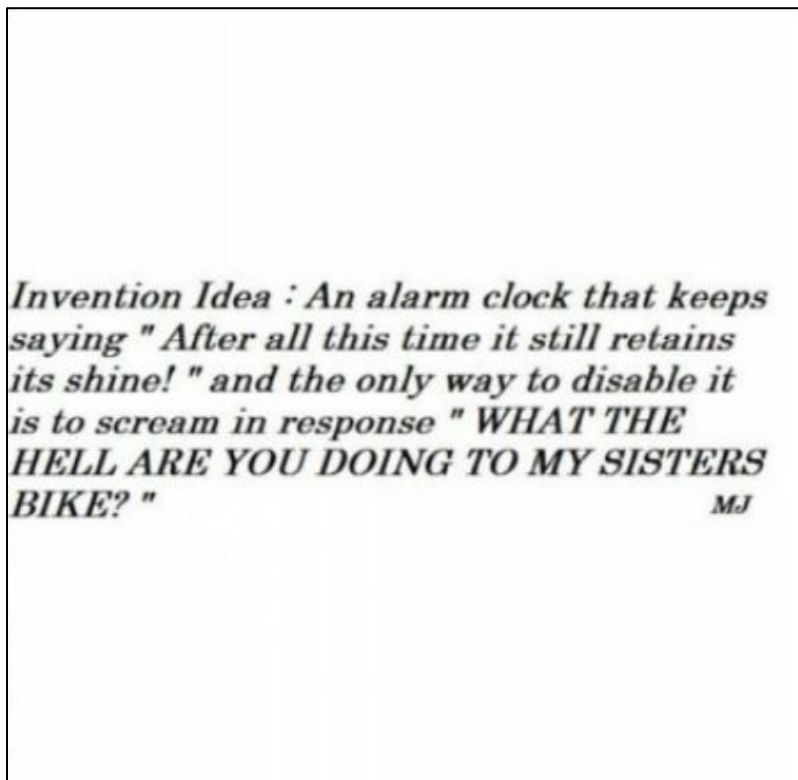 Invention Idea : An alarm clock that keeps
saying " After all this time it still retains
its shine! " and the only way to disable it
is to scream in response " WHAT THE
HELL ARE YOU DOING TO MY SISTERS
BIKE? "
MJ